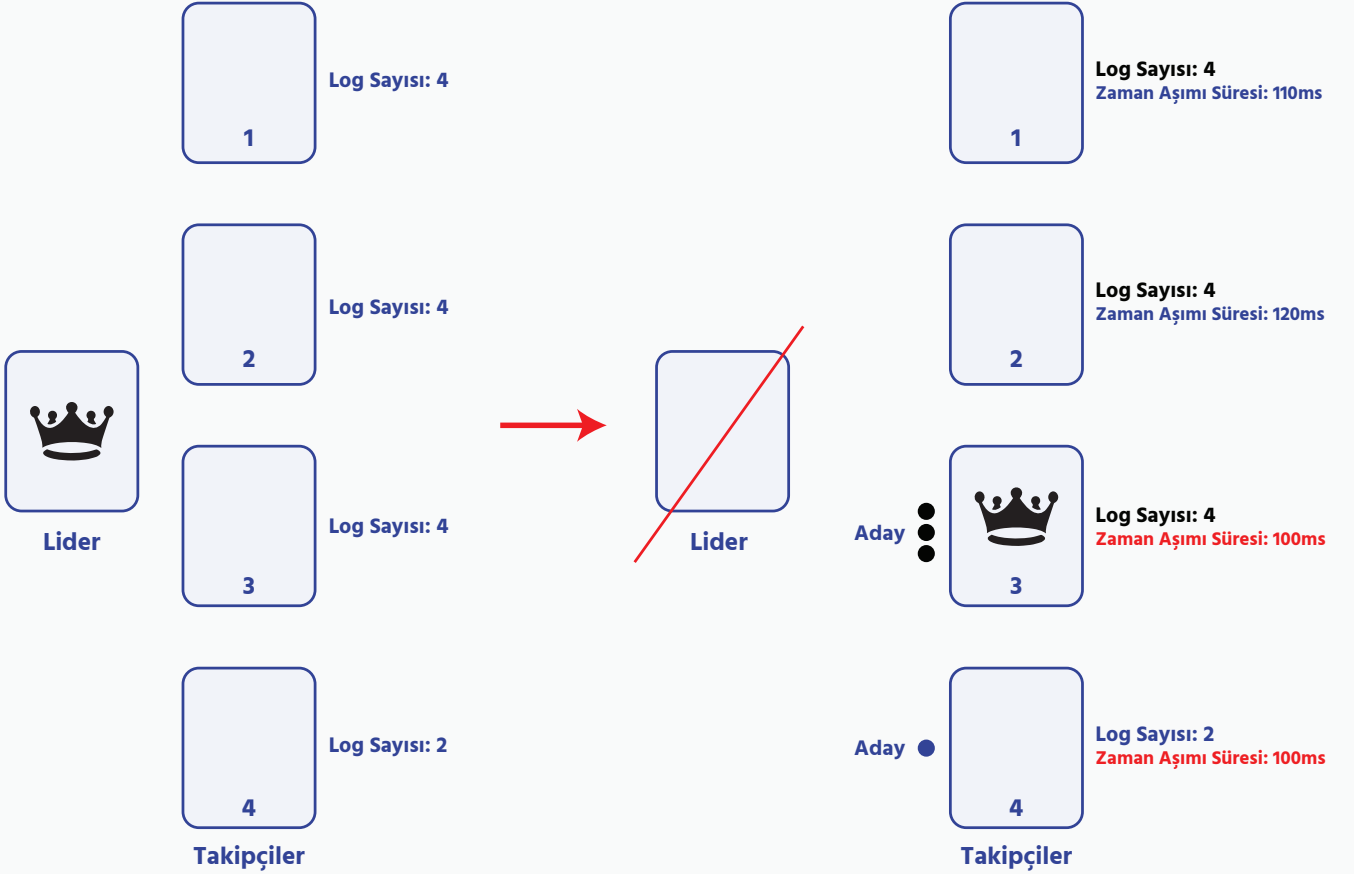 Log Sayısı: 4
1
Log Sayısı: 4
2
Lider
Log Sayısı: 4
3
Log Sayısı: 2
4
Takipçiler
Lider
Log Sayısı: 4
Zaman Aşımı Süresi: 110ms
1
Log Sayısı: 4
Zaman Aşımı Süresi: 120ms
2
Aday
Log Sayısı: 4
Zaman Aşımı Süresi: 100ms
3
Aday
Log Sayısı: 2
Zaman Aşımı Süresi: 100ms
4
Takipçiler